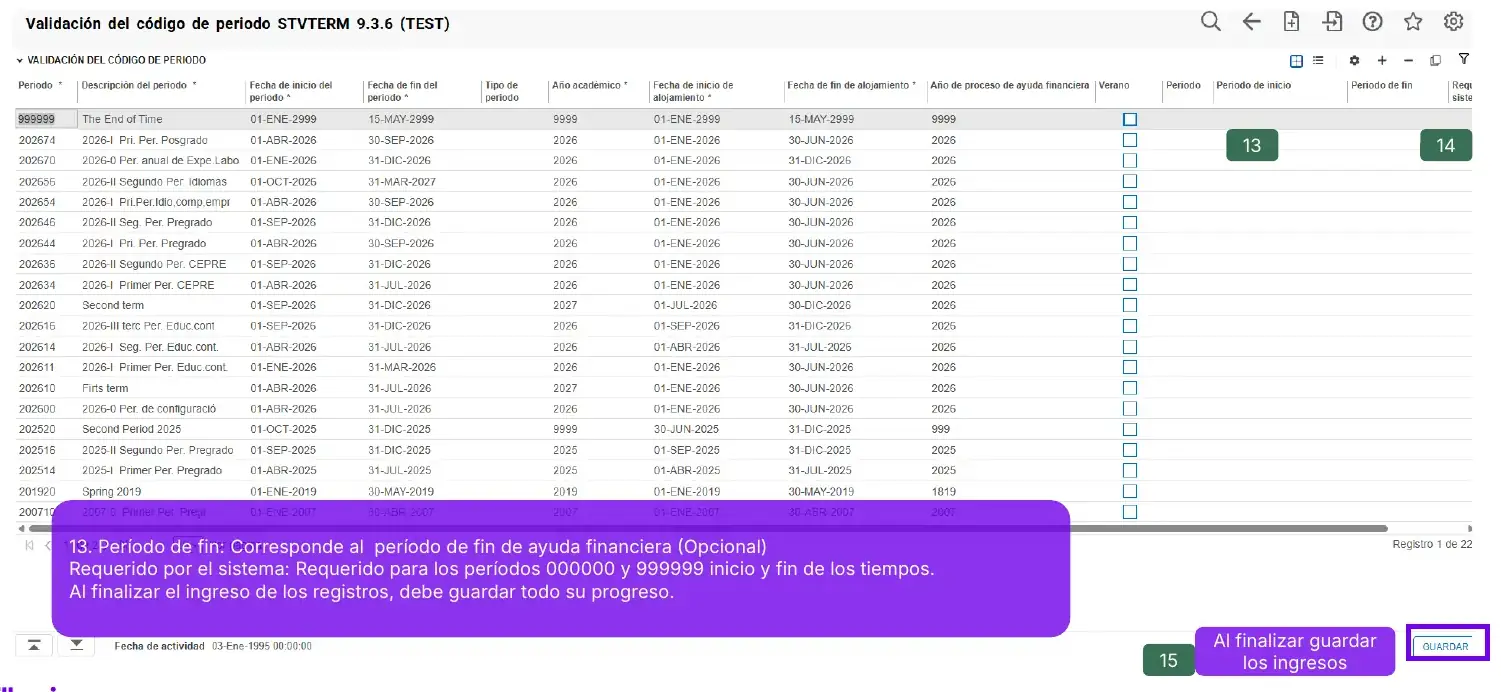 Validación del código de periodo STVTERM 9.3.6 (TEST)
VALIDACIÓN DEL CÓDIGO DE PERIODO
Periodo * Descripción del periodo * Fecha de inicio del periodo * Fecha de fin del periodo * Tipo de periodo Año académico * Fecha de inicio de alojamiento * Fecha de fin de alojamiento * Año de proceso de ayuda financiera Verano Periodo Periodo de inicio Periodo de fin Requ siste
999999 The End of Time 01-ENE-2999 15-MAY-2999 9999 01-ENE-2999 15-MAY-2999 9999
202674 2026-I Pri. Per. Posgrado 01-ABR-2026 30-SEP-2026 2026 01-ENE-2026 30-JUN-2026 2026
13 14
202670 2026-0 Per. anual de Expe.Labo 01-ENE-2026 31-DIC-2026 2026 01-ENE-2026 31-DIC-2026 2026
202656 2026-II Segundo Per. Idiomas 01-OCT-2026 31-MAR-2027 2026 01-ENE-2026 30-JUN-2026 2026
202654 2026-I Pri.Per.Idio,comp,empr 01-ABR-2026 30-SEP-2026 2026 01-ENE-2026 30-JUN-2026 2026
202646 2026-II Seg. Per. Pregrado 01-SEP-2026 31-DIC-2026 2026 01-ENE-2026 30-JUN-2026 2026
202644 2026-I Pri. Per. Pregrado 01-ABR-2026 30-SEP-2026 2026 01-ENE-2026 30-JUN-2026 2026
202636 2026-II Segundo Per. CEPRE 01-SEP-2026 31-DIC-2026 2026 01-ENE-2026 30-JUN-2026 2026
202634 2026-I Primer Per. CEPRE 01-ABR-2026 31-JUL-2026 2026 01-ENE-2026 30-JUN-2026 2026
202620 Second term 01-SEP-2026 31-DIC-2026 2027 01-JUL-2026 30-DIC-2026 2026
202616 2026-III terc Per. Educ.cont 01-SEP-2026 31-DIC-2026 2026 01-SEP-2026 31-DIC-2026 2026
202614 2026-I Seg. Per. Educ.cont. 01-ABR-2026 31-JUL-2026 2026 01-ABR-2026 31-JUL-2026 2026
202611 2026-I Primer Per. Educ.cont. 01-ENE-2026 31-MAR-2026 2026 01-ENE-2026 30-JUN-2026 2026
202610 Firts term 01-ABR-2026 31-JUL-2026 2027 01-ENE-2026 30-JUN-2026 2026
202600 2026-0 Per. de configuració 01-ABR-2026 31-JUL-2026 2026 01-ENE-2026 30-JUN-2026 2026
202520 Second Period 2025 01-OCT-2025 31-DIC-2025 9999 30-JUN-2025 31-DIC-2025 999
202516 2025-II Segundo Per. Pregrado 01-SEP-2025 31-DIC-2025 2025 01-SEP-2025 31-DIC-2025 2025
202514 2025-I Primer Per. Pregrado 01-ABR-2025 31-JUL-2025 2025 01-ABR-2025 31-JUL-2025 2025
201920 Spring 2019 01-ENE-2019 30-MAY-2019 2019 01-ENE-2019 30-MAY-2019 1819
200710 2007-0 Primer Per. Prepi 01-ENE-2007 30-ABR-2007 2007 01-ENE-2007 30-ABR-2007 2007
Registro 1 de 22
13. Período de fin: Corresponde al período de fin de ayuda financiera (Opcional)
Requerido por el sistema: Requerido para los períodos 000000 y 999999 inicio y fin de los tiempos.
Al finalizar el ingreso de los registros, debe guardar todo su progreso.
Fecha de actividad 03-Ene-1995 00:00:00
15
Al finalizar guardar
los ingresos
GUARDAR